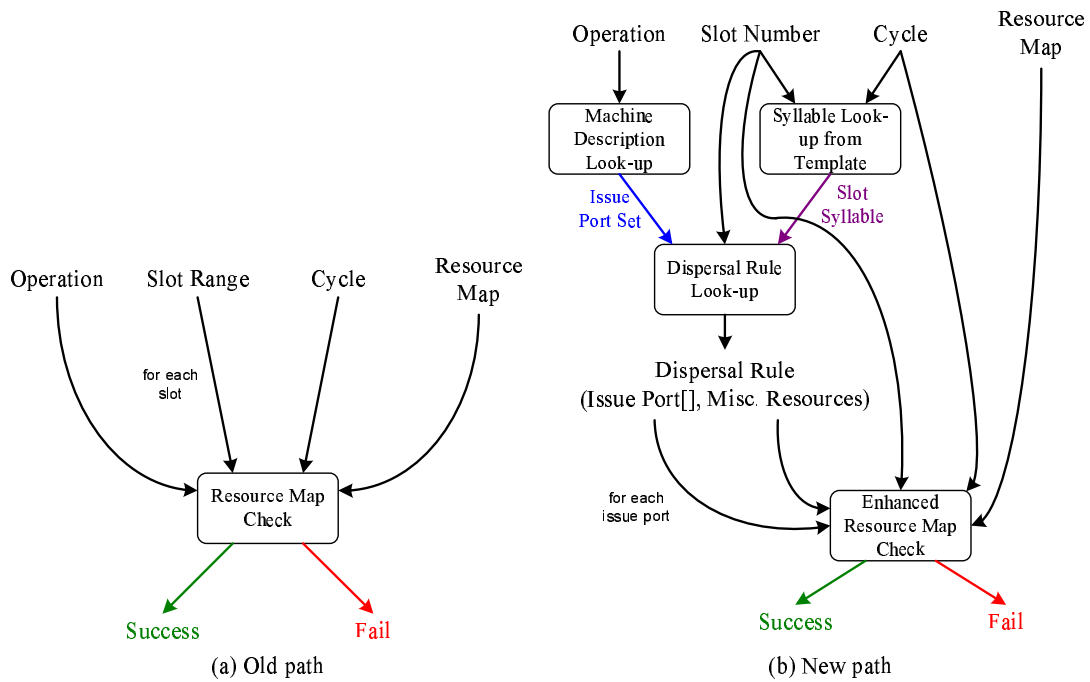 Operation
Slot Range
Cycle
Resource
Map
for each
slot
Resource Map
Check
Success
Fail
(a) Old path
Operation
Slot Number
Cycle
Resource
Map
Machine
Description
Look-up
Syllable Look-
up from
Template
Issue
Port Set
Slot
Syllable
Dispersal Rule
Look-up
Dispersal Rule
(Issue Port[], Misc. Resources)
for each
issue port
Enhanced
Resource Map
Check
Success
Fail
(b) New path